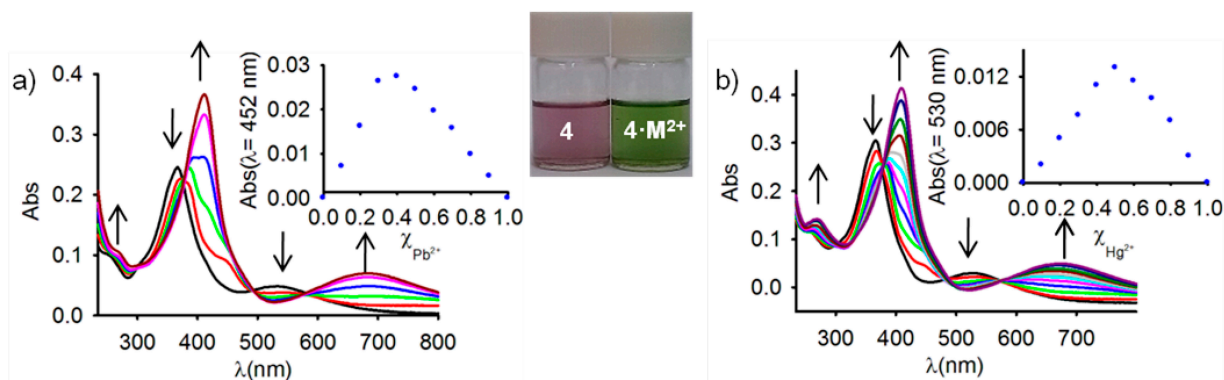 a)
Abs
0.4
0.3
0.2
0.1
0.0
300 400 500 600 700 800
λ(nm)
Abs(λ= 452 nm)
0.03
0.02
0.01
0.00
0.0 0.2 0.4 0.6 0.8 1.0
χPb²⁺
4 4·M²⁺
b)
Abs
0.4
0.3
0.2
0.1
0.0
300 400 500 600 700
λ(nm)
Abs(λ= 530 nm)
0.012
0.006
0.000
0.0 0.2 0.4 0.6 0.8 1.0
χHg²⁺